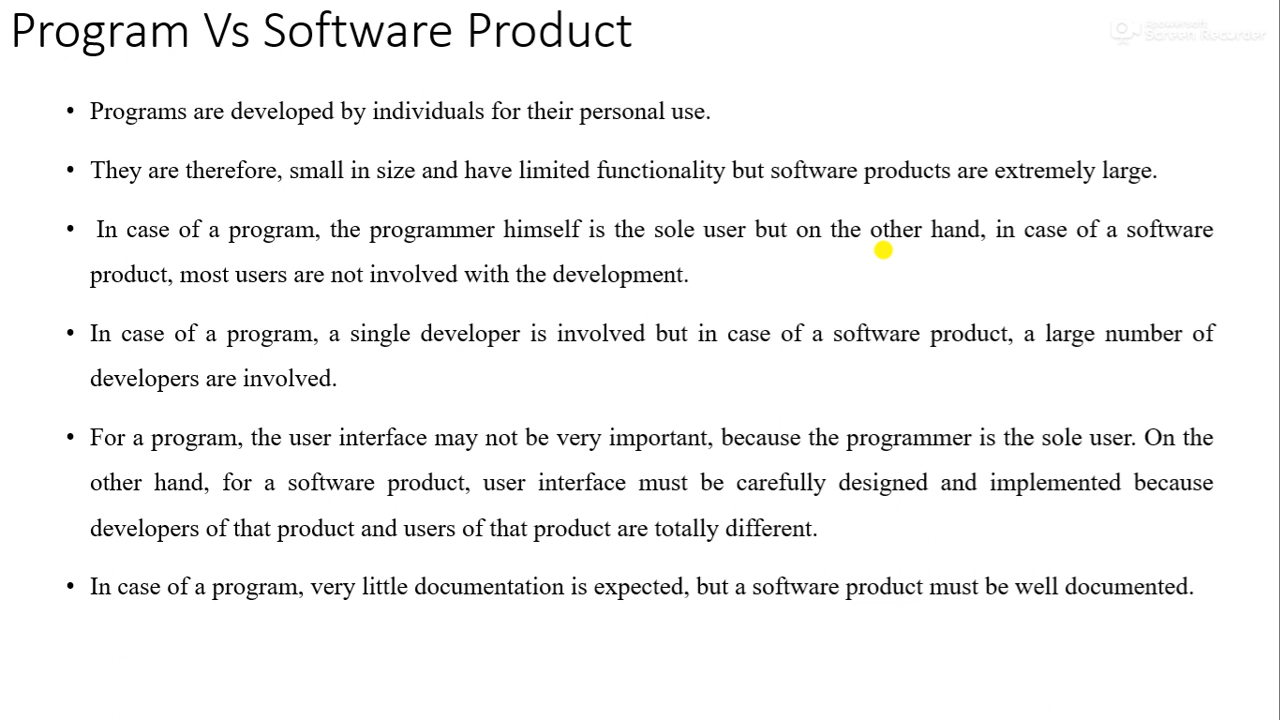 Program Vs Software Product
Screen Recorder
• Programs are developed by individuals for their personal use.
• They are therefore, small in size and have limited functionality but software products are extremely large.
• In case of a program, the programmer himself is the sole user but on the other hand, in case of a software
product, most users are not involved with the development.
• In case of a program, a single developer is involved but in case of a software product, a large number of
developers are involved.
• For a program, the user interface may not be very important, because the programmer is the sole user. On the
other hand, for a software product, user interface must be carefully designed and implemented because
developers of that product and users of that product are totally different.
• In case of a program, very little documentation is expected, but a software product must be well documented.